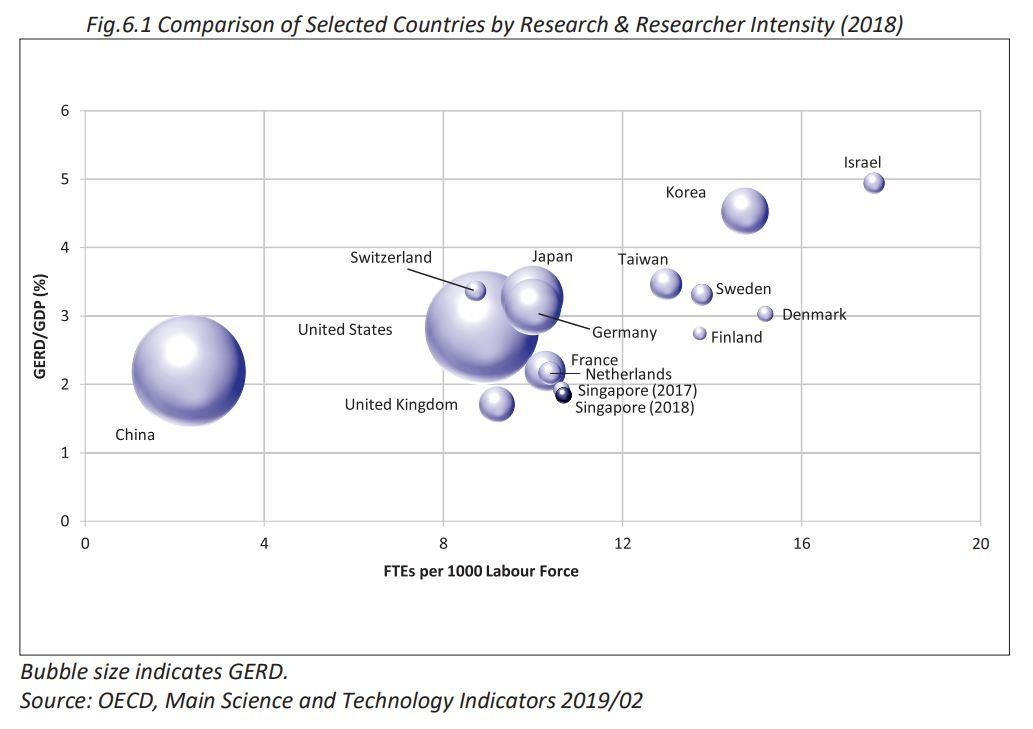 Fig.6.1 Comparison of Selected Countries by Research & Researcher Intensity (2018)
6
Israel
5
Korea
4
Switzerland
Japan
Taiwan
Sweden
3
Denmark
United States
Germany
Finland
GERD/GDP (%)
France
Netherlands
2
Singapore (2017)
United Kingdom
Singapore (2018)
China
1
0
0 4 8 12 16 20
FTEs per 1000 Labour Force
Bubble size indicates GERD.
Source: OECD, Main Science and Technology Indicators 2019/02